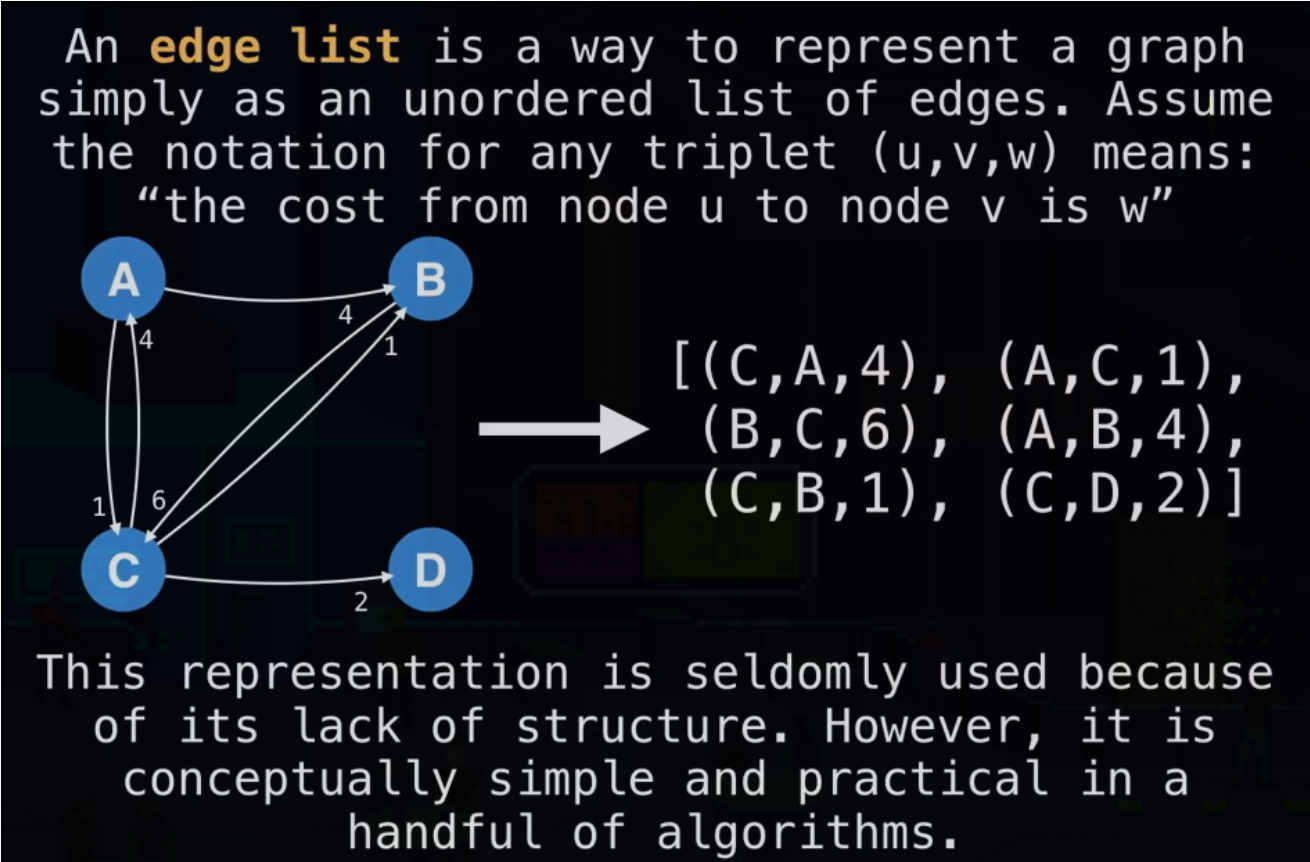 An edge list is a way to represent a graph
simply as an unordered list of edges. Assume
the notation for any triplet (u,v,w) means:
“the cost from node u to node v is w”
A
B
4
4
1
[(C,A,4), (A,C,1),
(B,C,6), (A,B,4),
(C,B,1), (C,D,2)]
1
6
C
D
2
This representation is seldomly used because
of its lack of structure. However, it is
conceptually simple and practical in a
handful of algorithms.